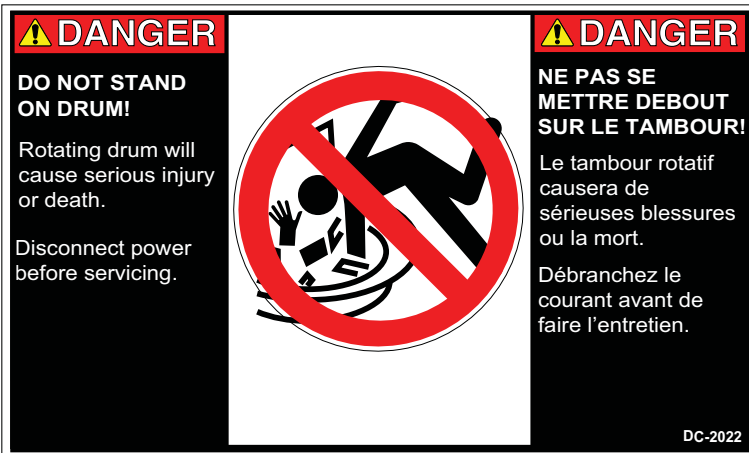 DANGER
DO NOT STAND
ON DRUM!
Rotating drum will
cause serious injury
or death.
Disconnect power
before servicing.
DANGER
NE PAS SE
METTRE DEBOUT
SUR LE TAMBOUR!
Le tambour rotatif
causera de
sérieuses blessures
ou la mort.
Débranchez le
courant avant de
faire l'entretien.
DC-2022